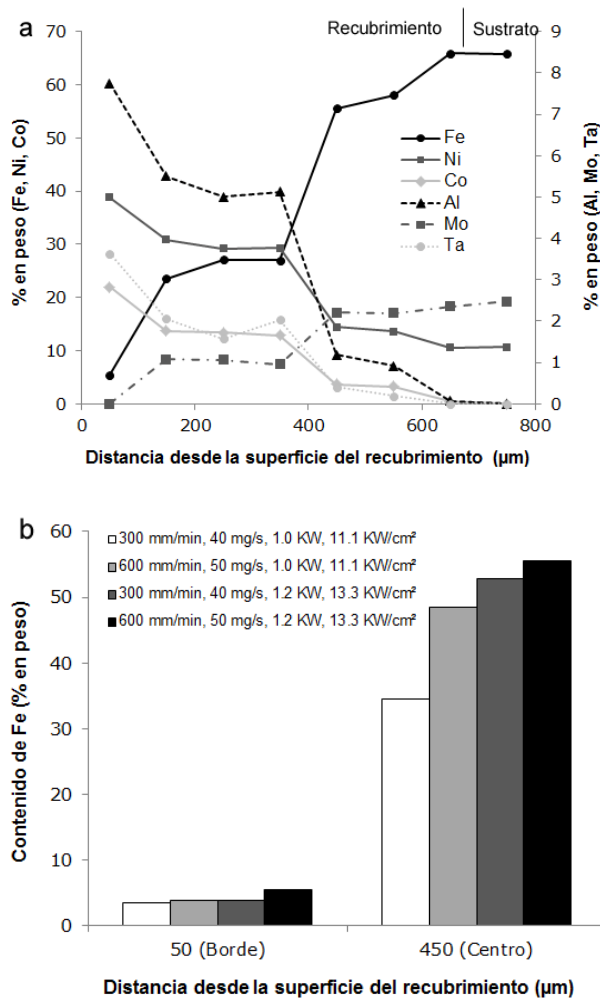 a
Recubrimiento
Sustrato
% en peso (Fe, Ni, Co)
70
60
50
40
30
20
10
0
Fe
Ni
Co
Al
Mo
Ta
9
8
7
6
5
4
3
2
1
0
% en peso (Al, Mo, Ta)
0 200 400 600 800
Distancia desde la superficie del recubrimiento (µm)
b
Contenido de Fe (% en peso)
60
50
40
30
20
10
0
300 mm/min, 40 mg/s, 1.0 KW, 11.1 KW/cm²
600 mm/min, 50 mg/s, 1.0 KW, 11.1 KW/cm²
300 mm/min, 40 mg/s, 1.2 KW, 13.3 KW/cm²
600 mm/min, 50 mg/s, 1.2 KW, 13.3 KW/cm²
50 (Borde) 450 (Centro)
Distancia desde la superficie del recubrimiento (µm)